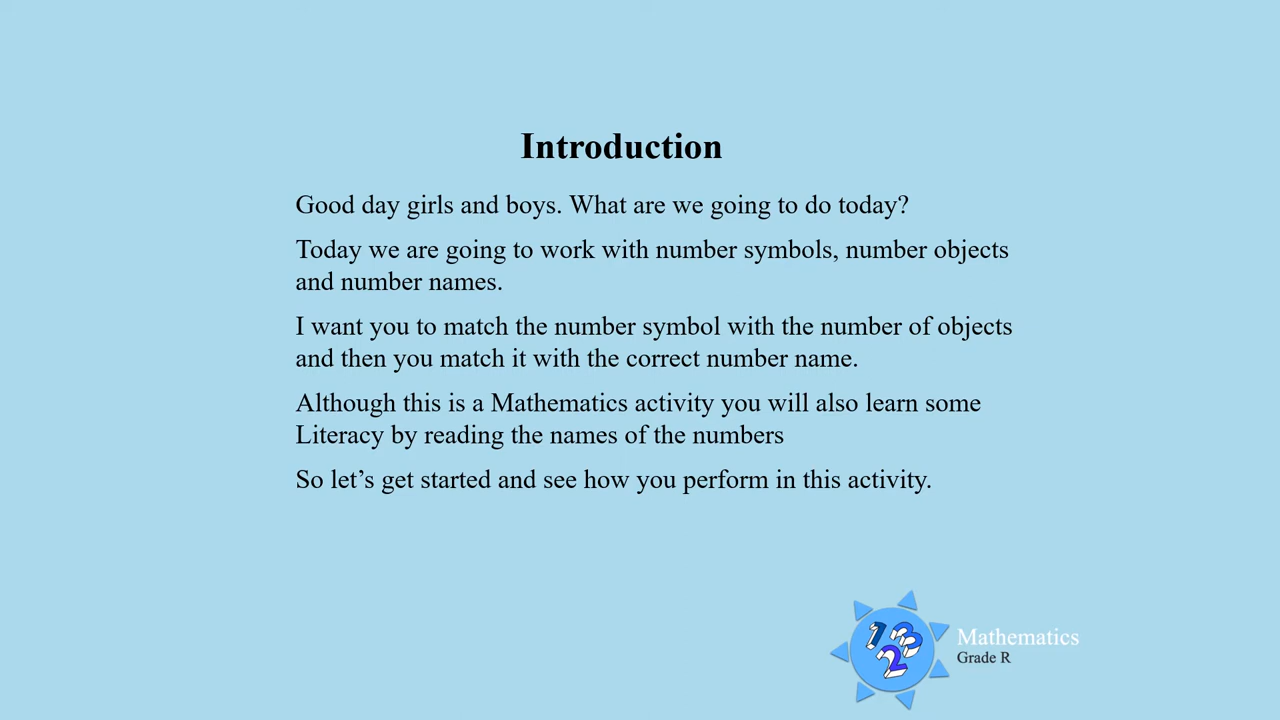 Introduction
Good day girls and boys. What are we going to do today?
Today we are going to work with number symbols, number objects
and number names.
I want you to match the number symbol with the number of objects
and then you match it with the correct number name.
Although this is a Mathematics activity you will also learn some
Literacy by reading the names of the numbers
So let’s get started and see how you perform in this activity.
1 2 3
Mathematics
Grade R